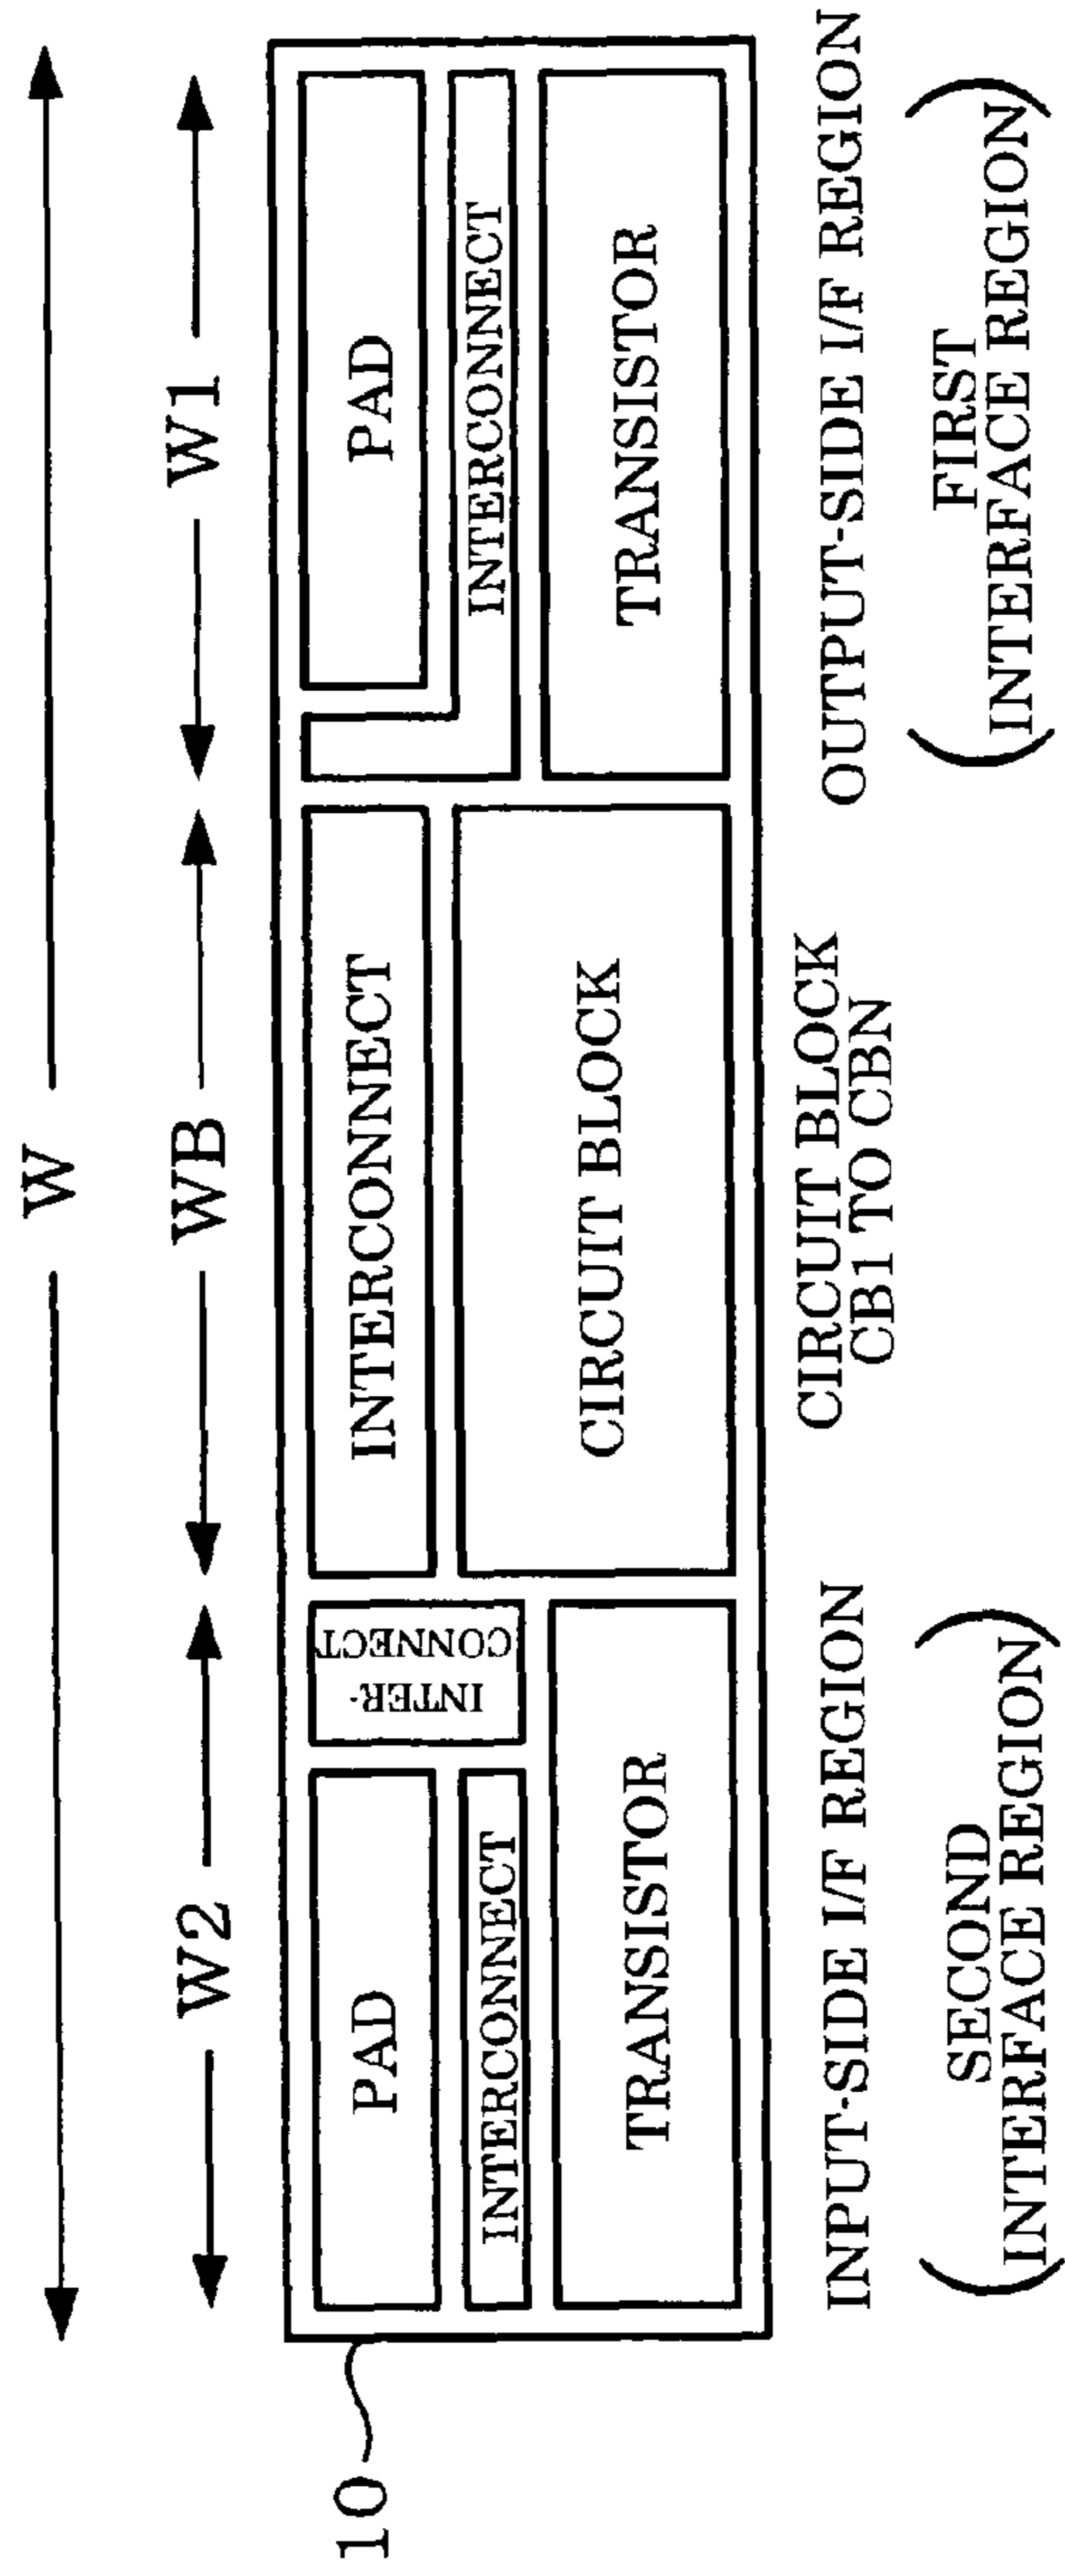 W
W2
WB
W1
10
PAD
INTER-
CONNECT
INTERCONNECT
PAD
INTERCONNECT
INTERCONNECT
TRANSISTOR
CIRCUIT BLOCK
TRANSISTOR
INPUT-SIDE I/F REGION
CIRCUIT BLOCK
CB1 TO CBN
OUTPUT-SIDE I/F REGION
(SECOND
INTERFACE REGION)
(FIRST
INTERFACE REGION)